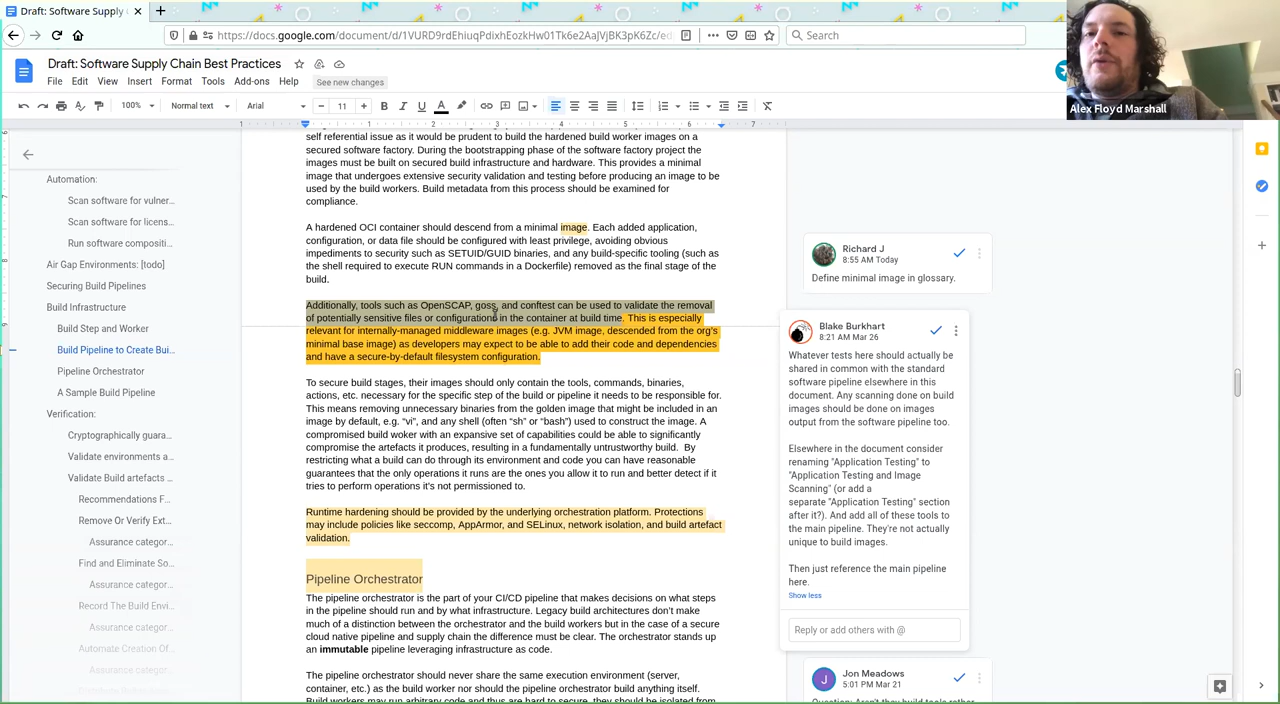 Draft: Software Supply C
https://docs.google.com/document/d/1VURD9rdEhiuqPdixhEozkHw01Tk6e2AaJVjBK3pK6Zc/ed
Search
Draft: Software Supply Chain Best Practices
File Edit View Insert Format Tools Add-ons Help See new changes
Alex Floyd Marshall
100% Normal text Arial 11 B I U A
1 1 2 3 4 5 6 7
self referential issue as it would be prudent to build the hardened build worker images on a
secured software factory. During the bootstrapping phase of the software factory project the
images must be built on secured build infrastructure and hardware. This provides a minimal
image that undergoes extensive security validation and testing before producing an image to be
used by the build workers. Build metadata from this process should be examined for
compliance.
A hardened OCI container should descend from a minimal image. Each added application,
configuration, or data file should be configured with least privilege, avoiding obvious
impediments to security such as SETUID/GUID binaries, and any build-specific tooling (such as
the shell required to execute RUN commands in a Dockerfile) removed as the final stage of the
build.
Additionally, tools such as OpenSCAP, goss, and conftest can be used to validate the removal
of potentially sensitive files or configurations in the container at build time. This is especially
relevant for internally-managed middleware images (e.g. JVM image, descended from the org's
minimal base image) as developers may expect to be able to add their code and dependencies
and have a secure-by-default filesystem configuration.
To secure build stages, their images should only contain the tools, commands, binaries,
actions, etc. necessary for the specific step of the build or pipeline it needs to be responsible for.
This means removing unnecessary binaries from the golden image that might be included in an
image by default, e.g. “vi”, and any shell (often “sh” or “bash”) used to construct the image. A
compromised build woker with an expansive set of capabilities could be able to significantly
compromise the artefacts it produces, resulting in a fundamentally untrustworthy build. By
restricting what a build can do through its environment and code you can have reasonable
guarantees that the only operations it runs are the ones you allow it to run and better detect if it
tries to perform operations it's not permissioned to.
Runtime hardening should be provided by the underlying orchestration platform. Protections
may include policies like seccomp, AppArmor, and SELinux, network isolation, and build artefact
validation.
Pipeline Orchestrator
The pipeline orchestrator is the part of your CI/CD pipeline that makes decisions on what steps
in the pipeline should run and by what infrastructure. Legacy build architectures don't make
much of a distinction between the orchestrator and the build workers but in the case of a secure
cloud native pipeline and supply chain the difference must be clear. The orchestrator stands up
an immutable pipeline leveraging infrastructure as code.
The pipeline orchestrator should never share the same execution environment (server,
container, etc.) as the build worker nor should the pipeline orchestrator build anything itself.
Build workers may run arbitrary code and thus are hard to secure, they should be isolated from
Automation:
Scan software for vulner...
Scan software for licens...
Run software compositi...
Air Gap Environments: [todo]
Securing Build Pipelines
Build Infrastructure
Build Step and Worker
Build Pipeline to Create Bui...
Pipeline Orchestrator
A Sample Build Pipeline
Verification:
Cryptographically guara...
Validate environments a...
Validate Build artefacts ...
Recommendations F...
Remove Or Verify Ext...
Assurance categor...
Find and Eliminate So...
Assurance categor...
Record The Build Envi...
Assurance categor...
Automate Creation Of...
Assurance categor...
Richard J
8:55 AM Today
Define minimal image in glossary.
Blake Burkhart
8:21 AM Mar 26
Whatever tests here should actually be
shared in common with the standard
software pipeline elsewhere in this
document. Any scanning done on build
images should be done on images
output from the software pipeline too.
Elsewhere in the document consider
renaming "Application Testing" to
"Application Testing and Image
Scanning" (or add a
separate "Application Testing" section
after it?). And add all of these tools to
the main pipeline. They're not actually
unique to build images.
Then just reference the main pipeline
here.
Show less
Reply or add others with @
Jon Meadows
5:01 PM Mar 21
Question: Aren't they build tools rather